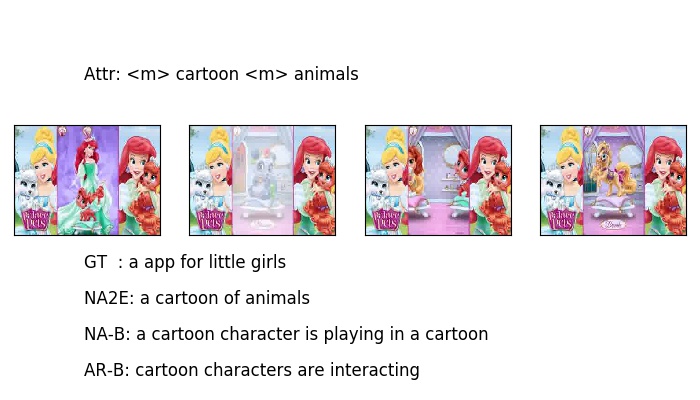 Attr: <m> cartoon <m> animals
Palace Pets Palace Pets Palace Pets Palace Pets
GT : a app for little girls
NA2E: a cartoon of animals
NA-B: a cartoon character is playing in a cartoon
AR-B: cartoon characters are interacting